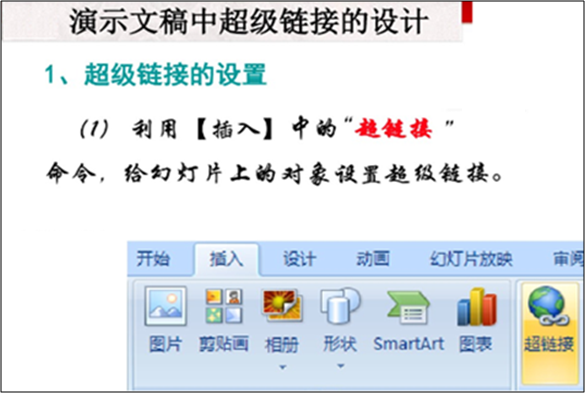 演示文稿中超级链接的设计
1、超级链接的设置
(1) 利用【插入】中的“超链接”
命令，给幻灯片上的对象设置超级链接。
开始 插入 设计 动画 幻灯片放映 审阅
图片 剪贴画 相册 形状 SmartArt 图表 超链接